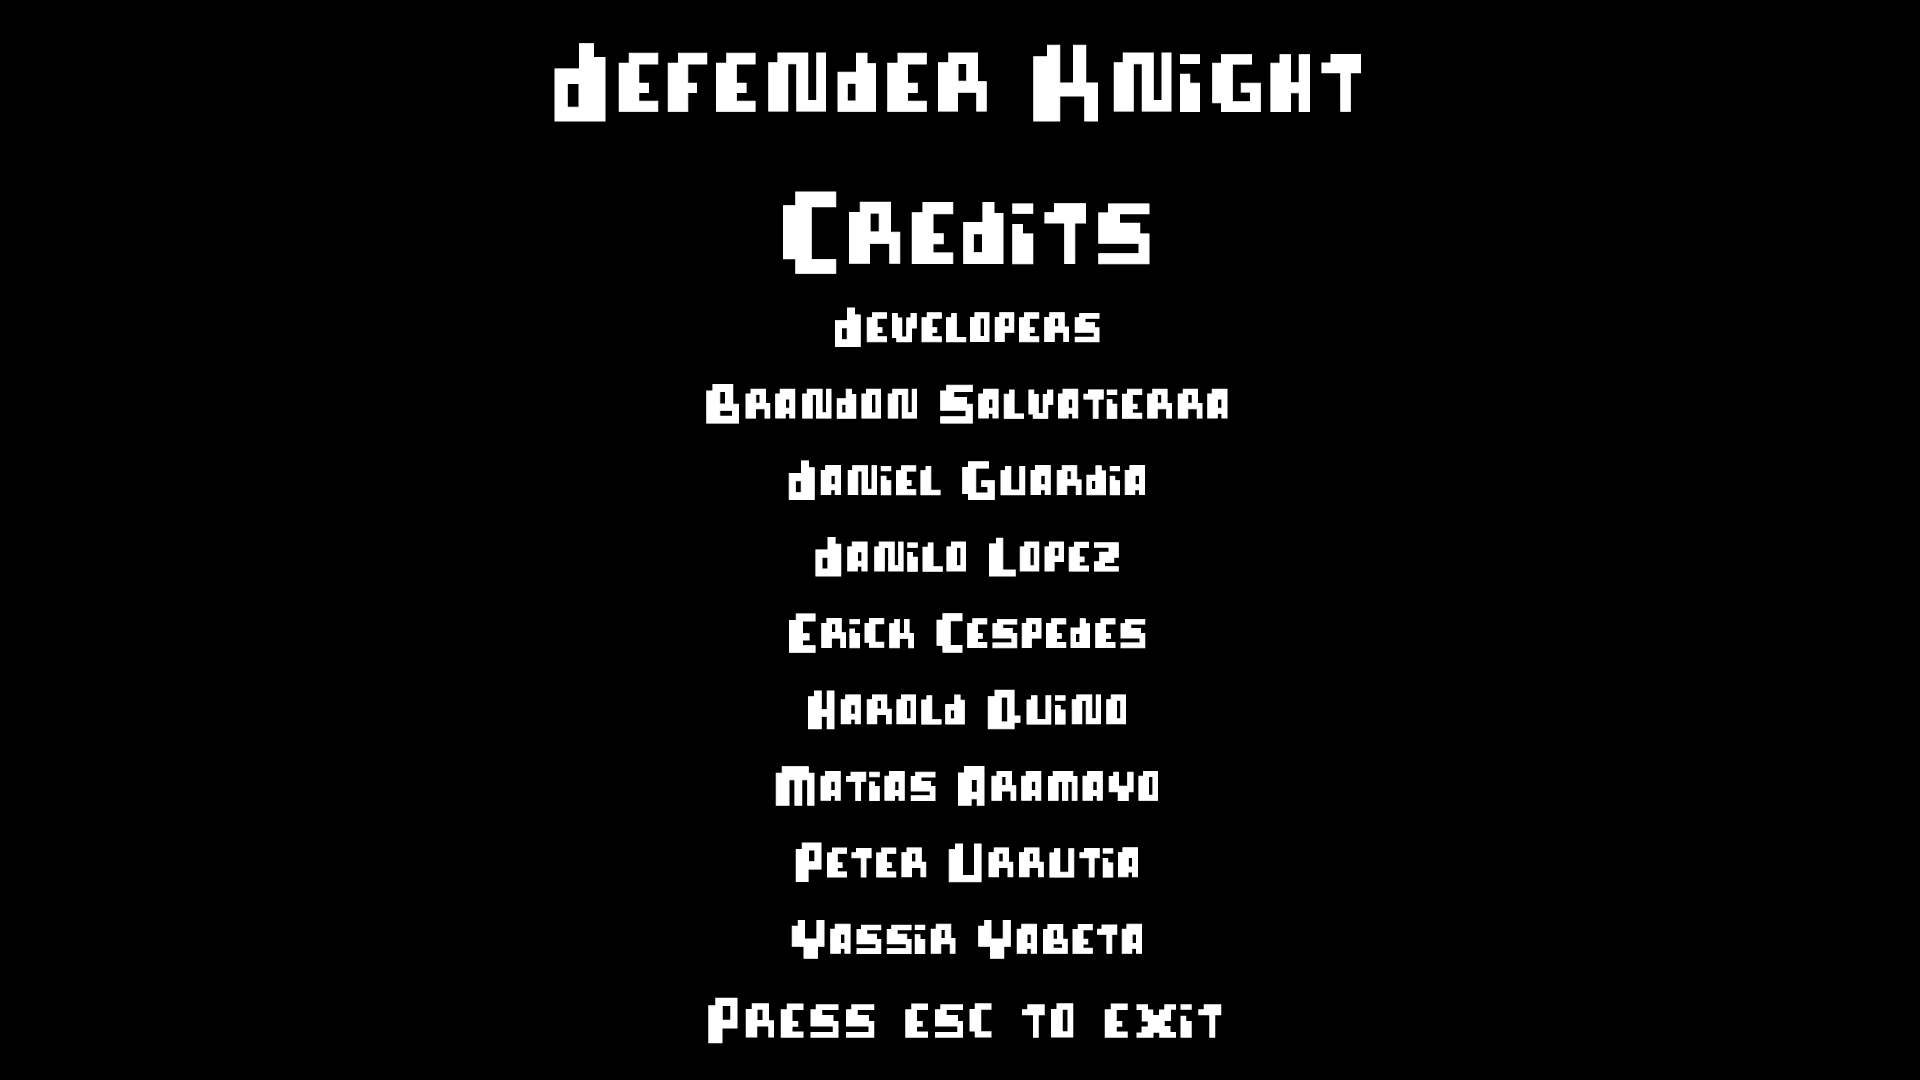 Defender Knight
Credits
Developers
Brandon Salvatierra
Daniel Guardia
Danilo Lopez
Erick Cespedes
Harold Quino
Matias Aramayo
Peter Urrutia
Yassir Yabeta
Press esc to exit